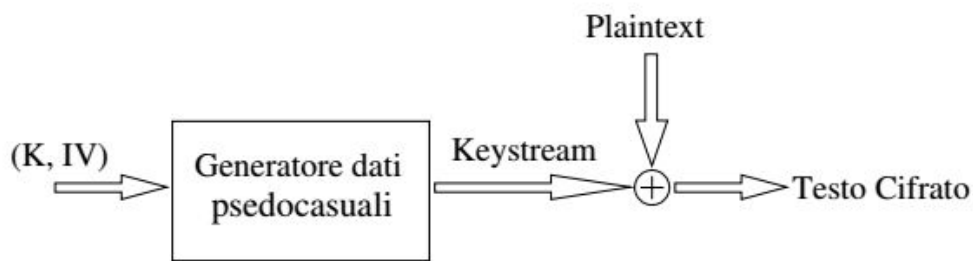 Plaintext
(K, IV)
Generatore dati
psedocasuali
Keystream
Testo Cifrato